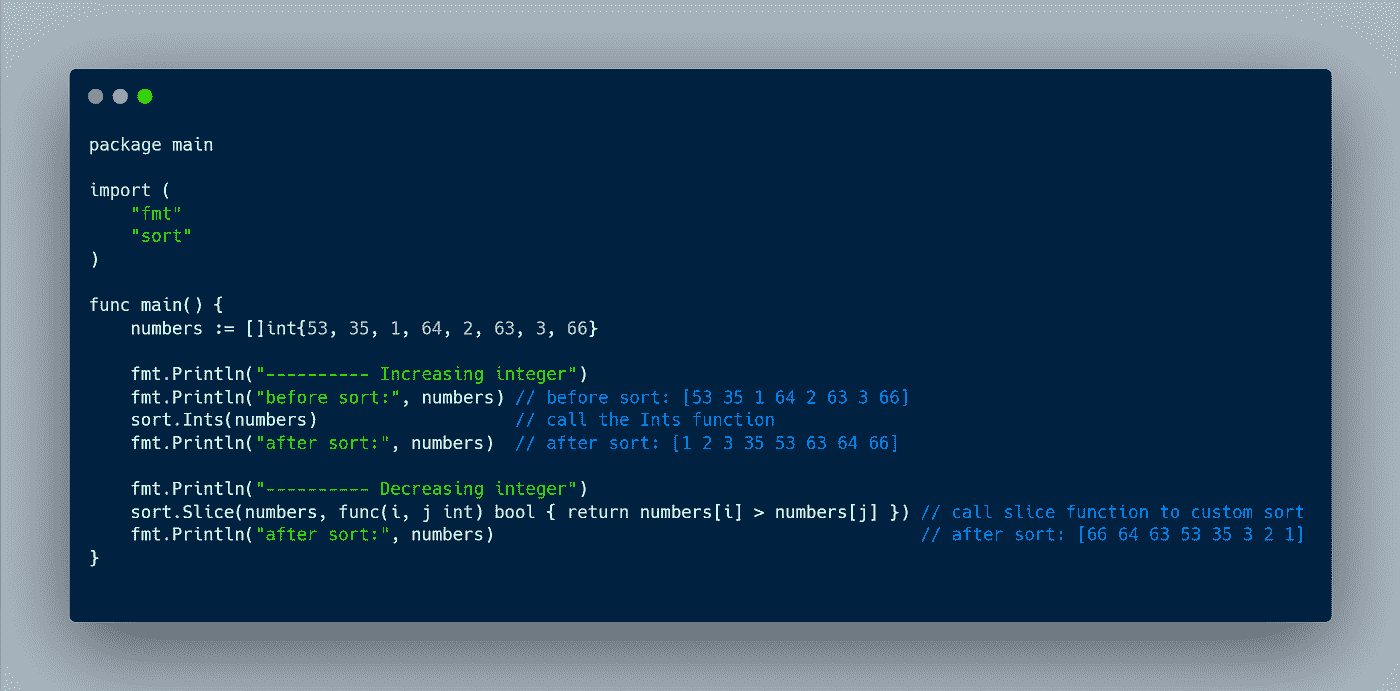 package main
import (
"fmt"
"sort"
)
func main() {
numbers := []int{53, 35, 1, 64, 2, 63, 3, 66}
fmt.Println("---------- Increasing integer")
fmt.Println("before sort:", numbers) // before sort: [53 35 1 64 2 63 3 66]
sort.Ints(numbers) // call the Ints function
fmt.Println("after sort:", numbers) // after sort: [1 2 3 35 53 63 64 66]
fmt.Println("---------- Decreasing integer")
sort.Slice(numbers, func(i, j int) bool { return numbers[i] > numbers[j] }) // call slice function to custom sort
fmt.Println("after sort:", numbers) // after sort: [66 64 63 53 35 3 2 1]
}